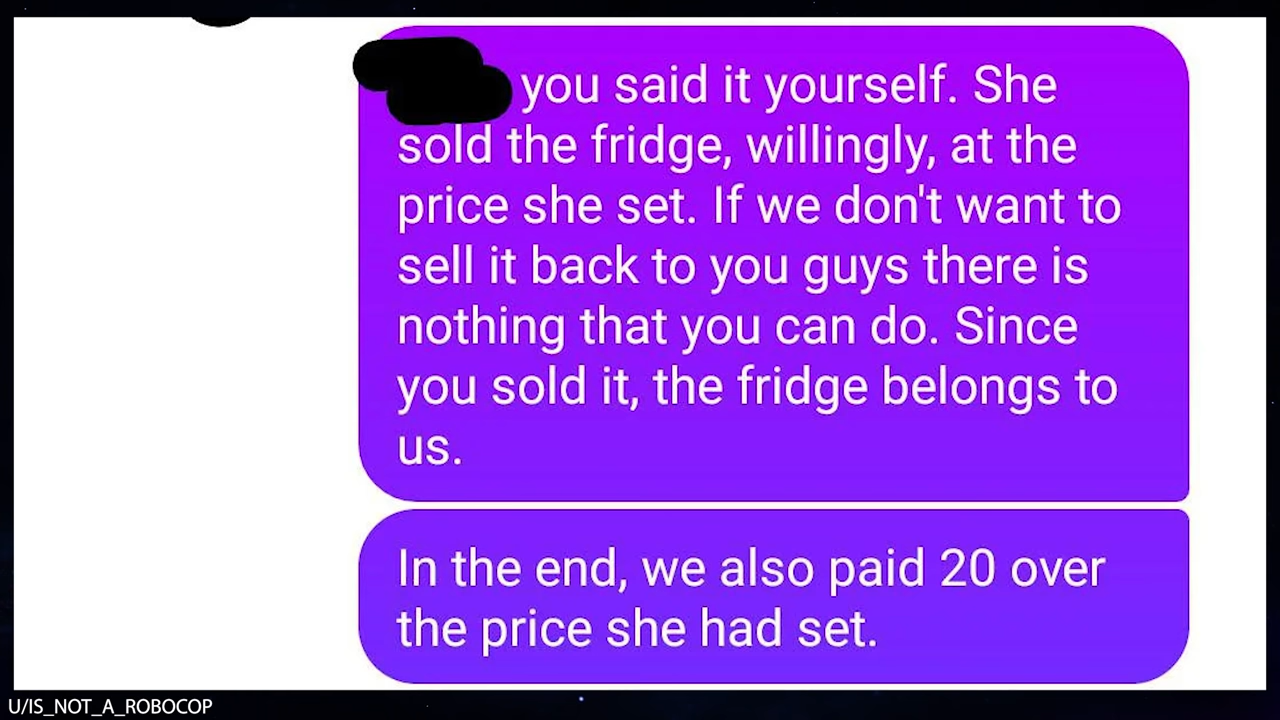 you said it yourself. She
sold the fridge, willingly, at the
price she set. If we don't want to
sell it back to you guys there is
nothing that you can do. Since
you sold it, the fridge belongs to
us.
In the end, we also paid 20 over
the price she had set.
U/IS_NOT_A_ROBOCOP